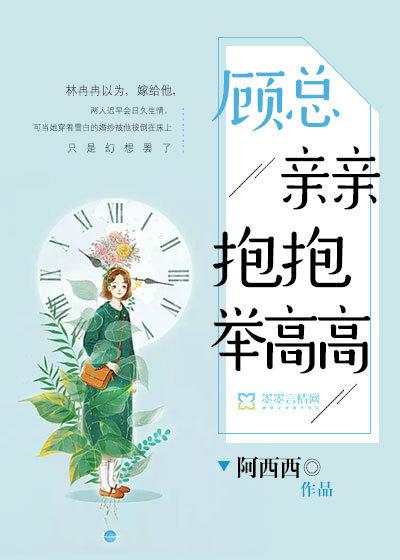 林冉冉以为，嫁给他，
两人迟早会日久生情，
可当她穿着雪白的婚纱被他按倒在床上
只是幻想罢了
顾总
亲亲
抱抱
举高高
墨墨言情网
阿西西◎
作品